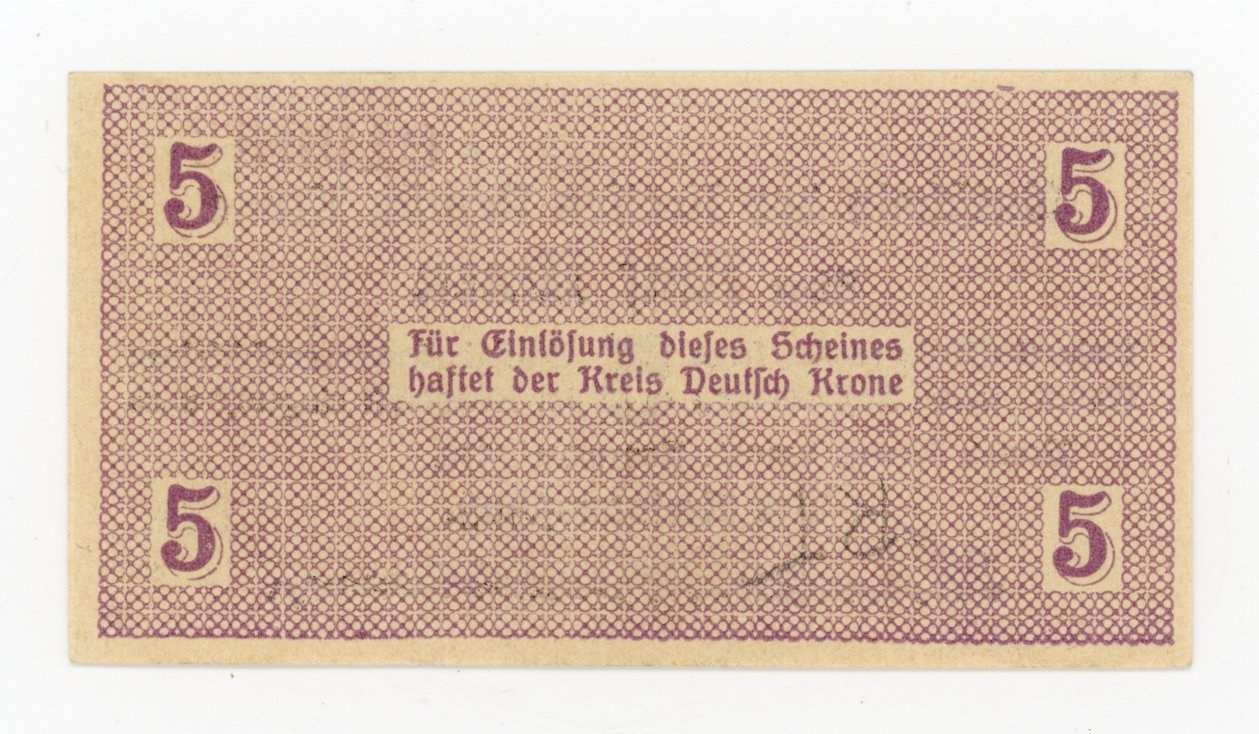 5 5
Für Einlösung dieses Scheines
haftet der Kreis Deutsch Krone
5 5